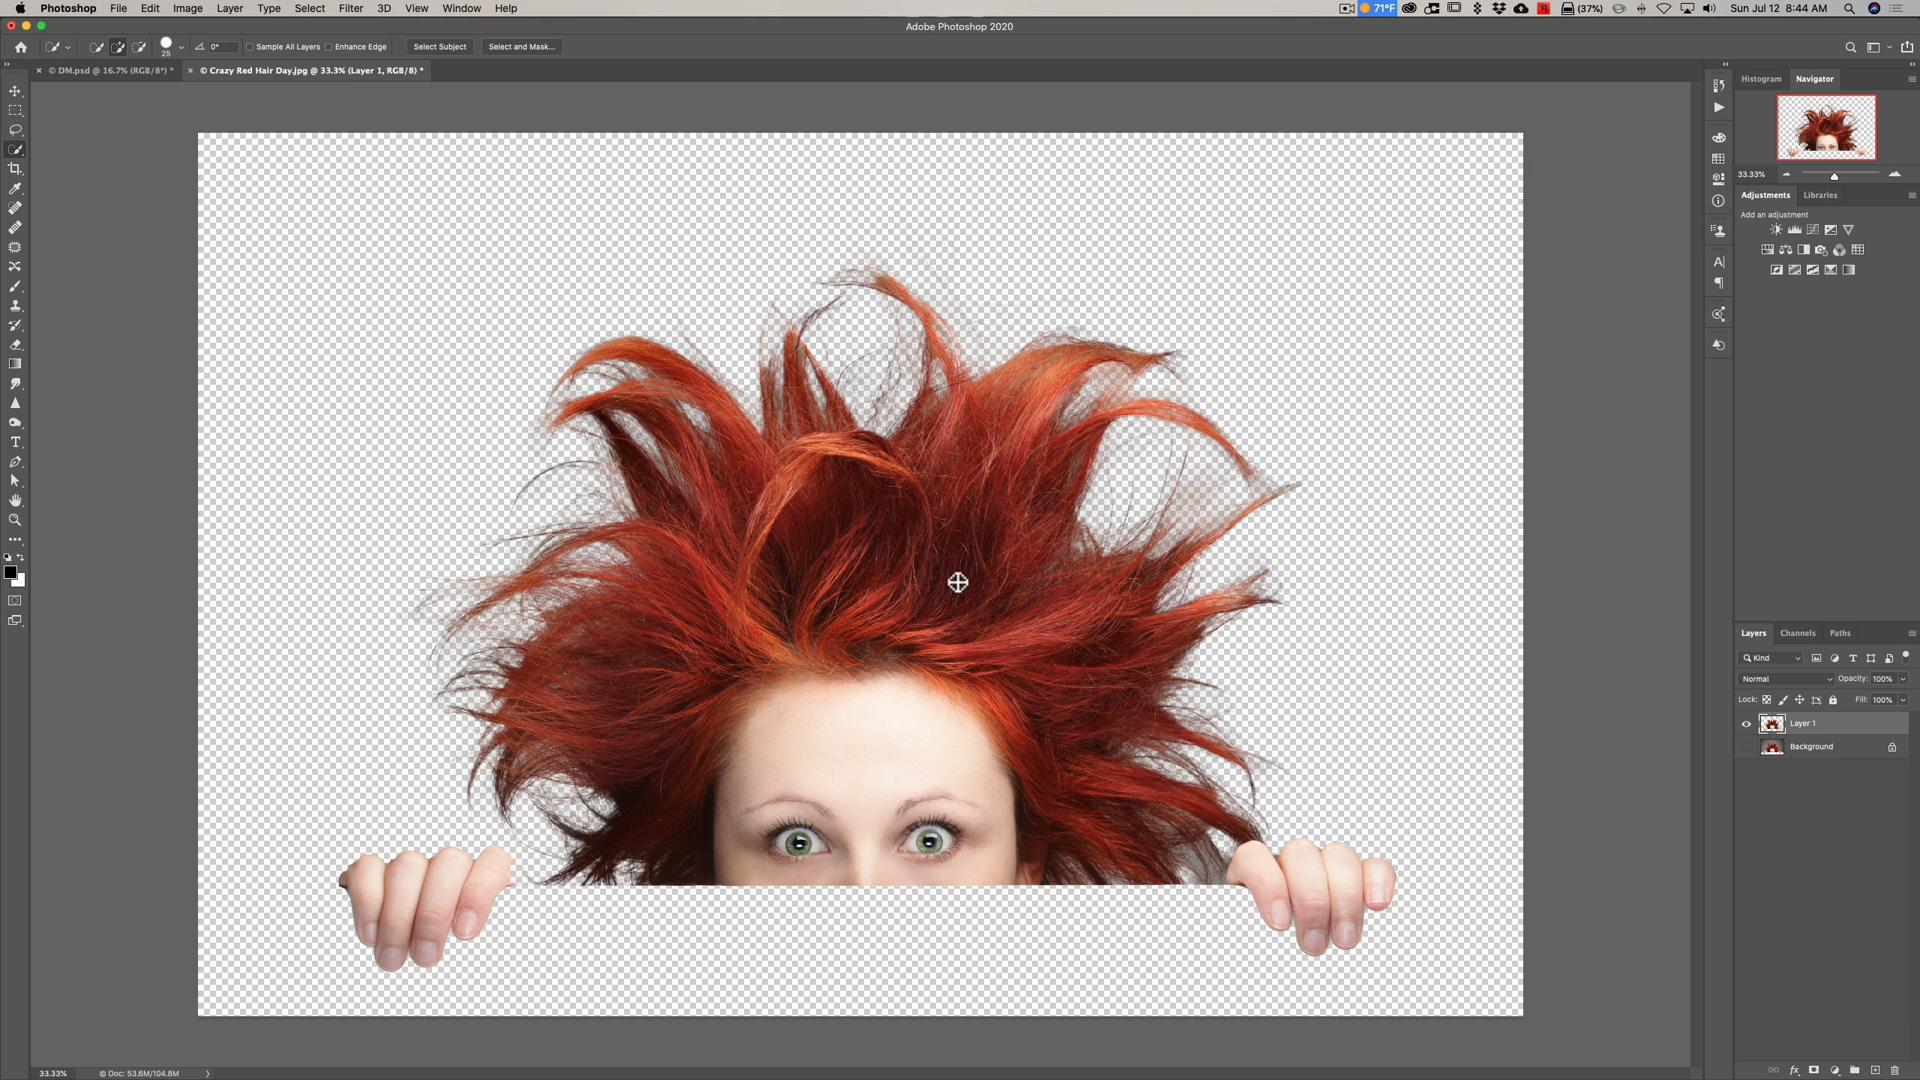 Photoshop File Edit Image Layer Type Select Filter 3D View Window Help 71°F (37%) Sun Jul 12 8:44 AM
Adobe Photoshop 2020
25 0° Sample All Layers Enhance Edge Select Subject Select and Mask...
× © DM.psd @ 16.7% (RGB/8*) * × © Crazy Red Hair Day.jpg @ 33.3% (Layer 1, RGB/8) *
Histogram Navigator
33.33%
Adjustments Libraries
Add an adjustment
Layers Channels Paths
Kind
Normal Opacity: 100%
Lock: Fill: 100%
Layer 1
Background
33.33% © Doc: 53.6M/104.8M